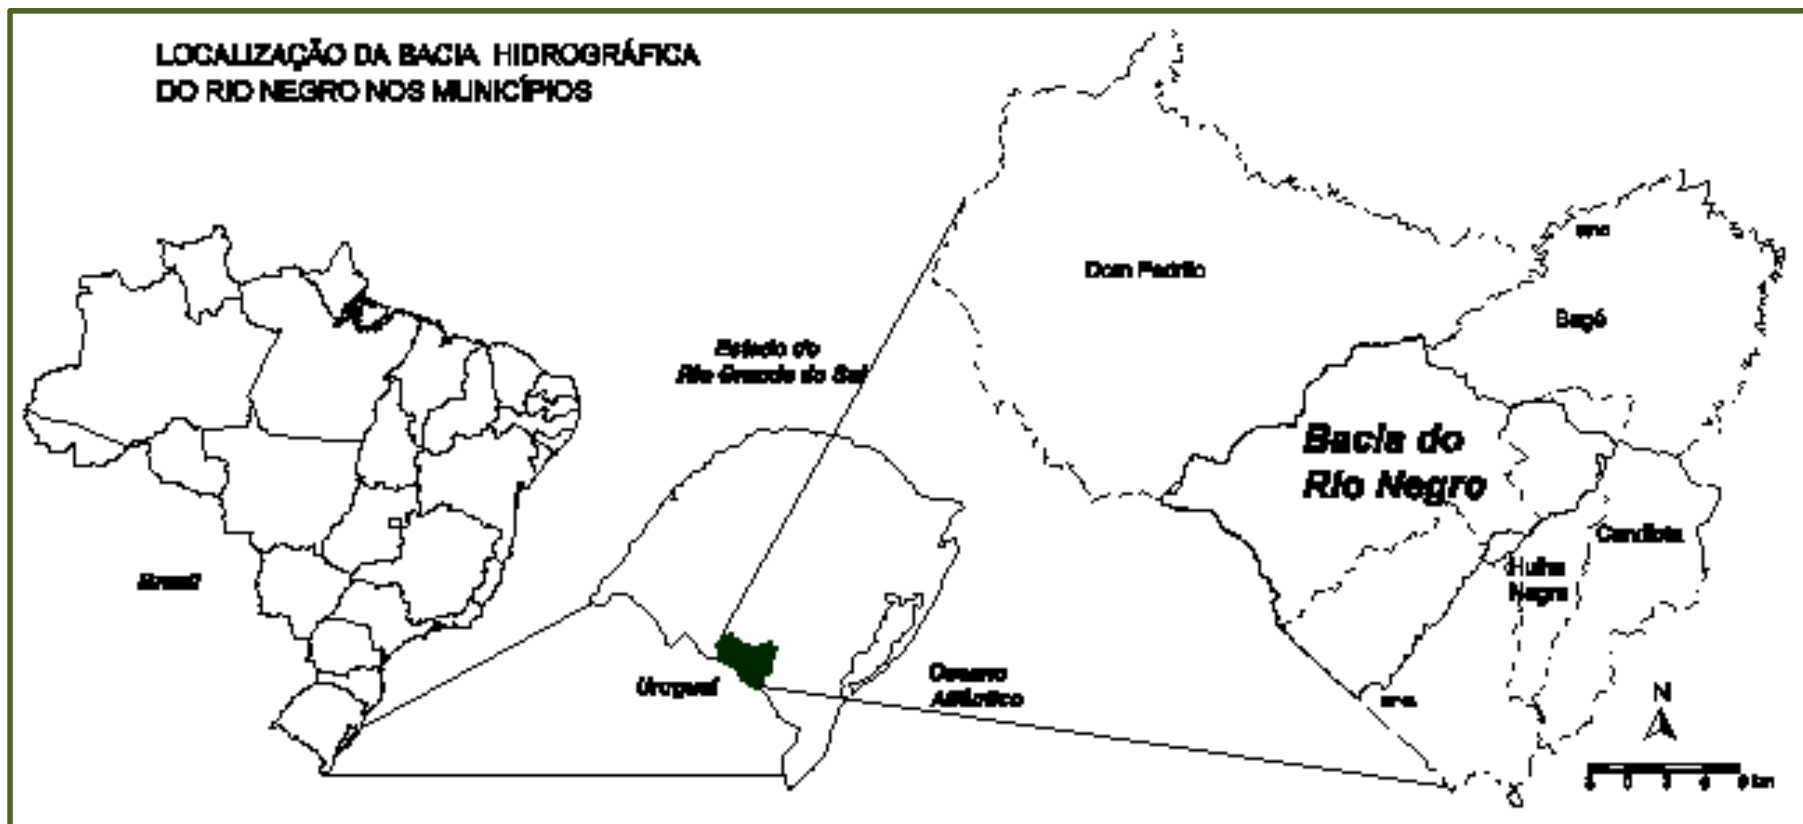 LOCALIZAÇÃO DA BACIA HIDROGRÁFICA
DO RIO NEGRO NOS MUNICÍPIOS
Dom Pedrito
Bagé
Estado do
Rio Grande do Sul
Bacia do
Rio Negro
Candiota
Hulha
Negra
Brasil
Uruguai
Oceano
Atlântico
N
km